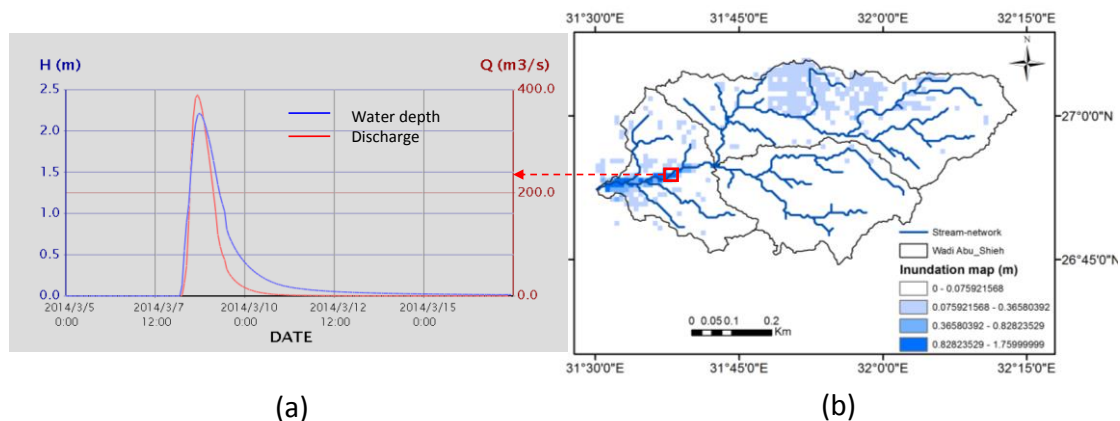 H (m)
Q (m3/s)
2.5
2.0
1.5
1.0
0.5
0.0
400.0
200.0
0.0
Water depth
Discharge
2014/3/5 2014/3/7 2014/3/10 2014/3/12 2014/3/15
0:00 12:00 0:00 12:00 0:00
DATE
(a)
31°30'0"E 31°45'0"E 32°0'0"E 32°15'0"E
N
27°0'0"N
26°45'0"N
Stream-network
Wadi Abu_Shieh
Inundation map (m)
0 - 0.075921568
0.075921568 - 0.36580392
0.36580392 - 0.82823529
0.82823529 - 1.75999999
0 0.05 0.1 0.2
Km
31°30'0"E 31°45'0"E 32°0'0"E 32°15'0"E
(b)